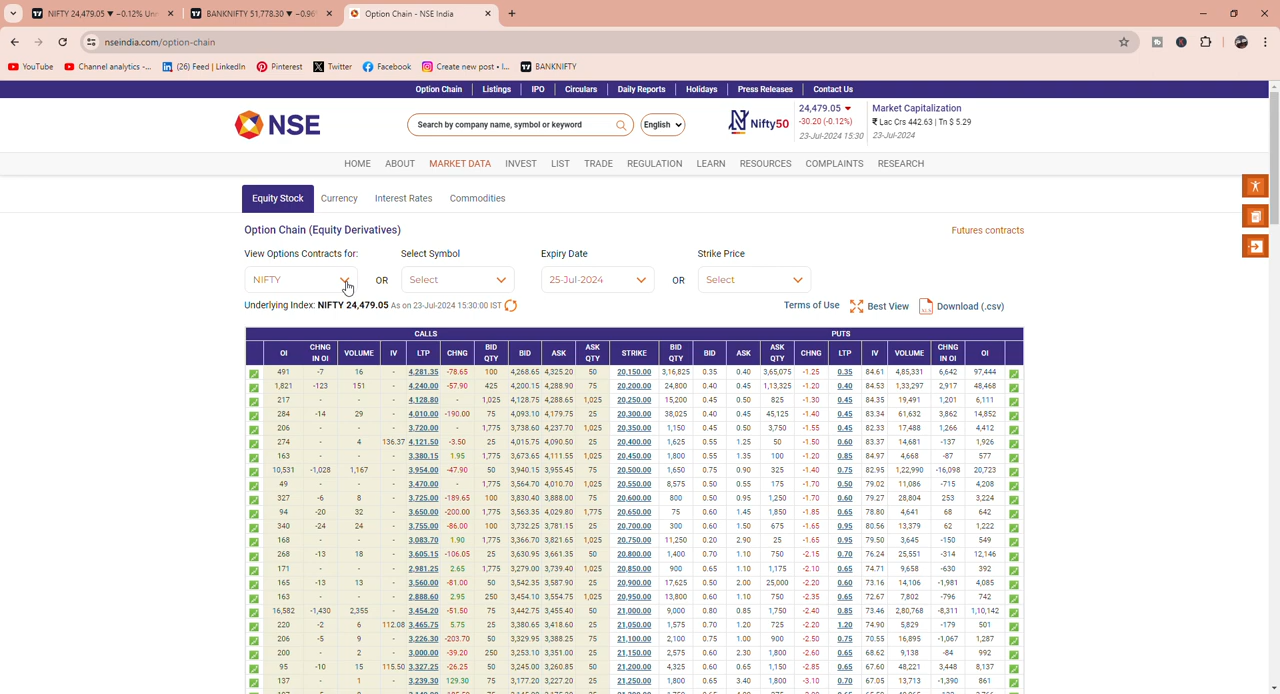 NIFTY 24,479.05 ▼ −0.12% Unn
BANKNIFTY 51,778.30 ▼ −0.96%
Option Chain - NSE India
nseindia.com/option-chain
YouTube Channel analytics -... (26) Feed | LinkedIn Pinterest Twitter Facebook Create new post • I... BANKNIFTY
Option Chain Listings IPO Circulars Daily Reports Holidays Press Releases Contact Us
NSE
Search by company name, symbol or keyword
English
Nifty50
24,479.05
-30.20 (-0.12%)
23-Jul-2024 15:30
Market Capitalization
₹ Lac Crs 442.63 | Tn $ 5.29
23-Jul-2024
HOME ABOUT MARKET DATA INVEST LIST TRADE REGULATION LEARN RESOURCES COMPLAINTS RESEARCH
Equity Stock Currency Interest Rates Commodities
Option Chain (Equity Derivatives)
Futures contracts
View Options Contracts for: Select Symbol Expiry Date Strike Price
NIFTY OR Select 25-Jul-2024 OR Select
Underlying Index: NIFTY 24,479.05 As on 23-Jul-2024 15:30:00 IST
Terms of Use Best View Download (.csv)
CALLS PUTS
OI CHNG IN OI VOLUME IV LTP CHNG BID QTY BID ASK ASK QTY STRIKE BID QTY BID ASK ASK QTY CHNG LTP IV VOLUME CHNG IN OI OI
491 -7 16 - 4,281.35 -78.65 100 4,268.65 4,325.20 50 20,150.00 3,16,825 0.35 0.40 3,65,075 -1.25 0.35 84.61 4,85,331 6,642 97,444
1,821 -123 151 - 4,240.00 -57.90 425 4,200.15 4,288.90 75 20,200.00 24,800 0.40 0.45 1,13,325 -1.20 0.40 84.53 1,33,297 2,917 48,468
217 - - - 4,128.80 - 1,025 4,128.75 4,288.65 1,025 20,250.00 15,200 0.45 0.50 825 -1.30 0.45 84.35 19,491 1,201 6,111
284 -14 29 - 4,010.00 -190.00 75 4,093.10 4,179.75 25 20,300.00 38,025 0.40 0.45 45,125 -1.40 0.45 83.34 61,632 3,862 14,852
206 - - - 3,720.00 - 1,775 3,738.60 4,237.70 1,025 20,350.00 1,150 0.45 0.50 3,750 -1.55 0.45 82.33 17,488 1,266 4,412
274 - 4 136.37 4,121.50 -3.50 25 4,015.75 4,090.50 25 20,400.00 1,625 0.55 1.25 50 -1.50 0.60 83.37 14,681 -137 1,926
163 - - - 3,380.15 1.95 1,775 3,673.65 4,111.55 1,025 20,450.00 1,800 0.55 1.35 100 -1.20 0.85 84.97 4,668 -87 577
10,531 -1,028 1,167 - 3,954.00 -47.90 50 3,940.15 3,955.45 75 20,500.00 1,650 0.75 0.90 325 -1.40 0.75 82.95 1,22,990 -16,098 20,723
49 - - - 3,470.00 - 1,775 3,564.70 4,010.70 1,025 20,550.00 8,575 0.50 0.55 175 -1.70 0.50 79.02 11,086 -715 4,208
327 -6 8 - 3,725.00 -189.65 100 3,830.40 3,888.00 75 20,600.00 800 0.50 0.95 1,250 -1.70 0.60 79.27 28,804 253 3,224
94 -20 32 - 3,650.00 -200.00 1,775 3,563.35 4,029.80 1,775 20,650.00 75 0.60 1.45 1,850 -1.85 0.65 78.80 4,641 68 642
340 -24 24 - 3,755.00 -86.00 100 3,732.25 3,781.15 25 20,700.00 300 0.60 1.50 675 -1.65 0.95 80.56 13,379 62 1,222
168 - - - 3,083.70 1.90 1,775 3,366.70 3,821.65 1,025 20,750.00 11,250 0.20 2.90 25 -1.65 0.95 79.50 3,645 -150 549
268 -13 18 - 3,605.15 -106.05 25 3,630.95 3,661.35 50 20,800.00 1,400 0.70 1.10 750 -2.15 0.70 76.24 25,551 -314 12,146
171 - - - 2,981.25 2.65 1,775 3,279.00 3,739.40 1,025 20,850.00 900 0.65 1.10 1,175 -2.10 0.65 74.71 9,658 -630 392
165 -13 13 - 3,560.00 -81.00 50 3,542.35 3,587.90 25 20,900.00 17,625 0.50 2.00 25,000 -2.20 0.60 73.16 14,106 -1,981 4,085
163 - - - 2,888.60 2.95 250 3,454.10 3,554.75 1,025 20,950.00 13,800 0.60 1.10 750 -2.35 0.65 72.67 7,802 -796 742
16,582 -1,430 2,355 - 3,454.20 -51.50 75 3,442.75 3,455.40 50 21,000.00 9,000 0.80 0.85 1,750 -2.40 0.85 73.46 2,80,768 -8,311 1,10,142
220 -2 6 112.08 3,465.75 5.75 25 3,380.65 3,418.60 25 21,050.00 1,575 0.70 1.20 725 -2.20 1.20 74.90 5,829 -179 501
206 -5 9 - 3,226.30 -203.70 50 3,329.95 3,388.25 75 21,100.00 2,100 0.75 1.00 900 -2.50 0.75 70.55 16,895 -1,067 1,287
200 - 2 - 3,000.00 -39.20 250 3,253.10 3,351.00 25 21,150.00 2,575 0.60 2.30 1,800 -2.60 0.65 68.62 9,138 -84 992
95 -10 15 115.50 3,327.25 -26.25 50 3,245.00 3,260.85 50 21,200.00 4,325 0.60 0.65 1,150 -2.85 0.65 67.60 48,221 3,448 8,137
137 - 1 - 3,239.30 129.30 75 3,177.20 3,227.20 25 21,250.00 1,800 0.65 3.40 1,800 -3.10 0.70 67.05 13,713 -1,390 861